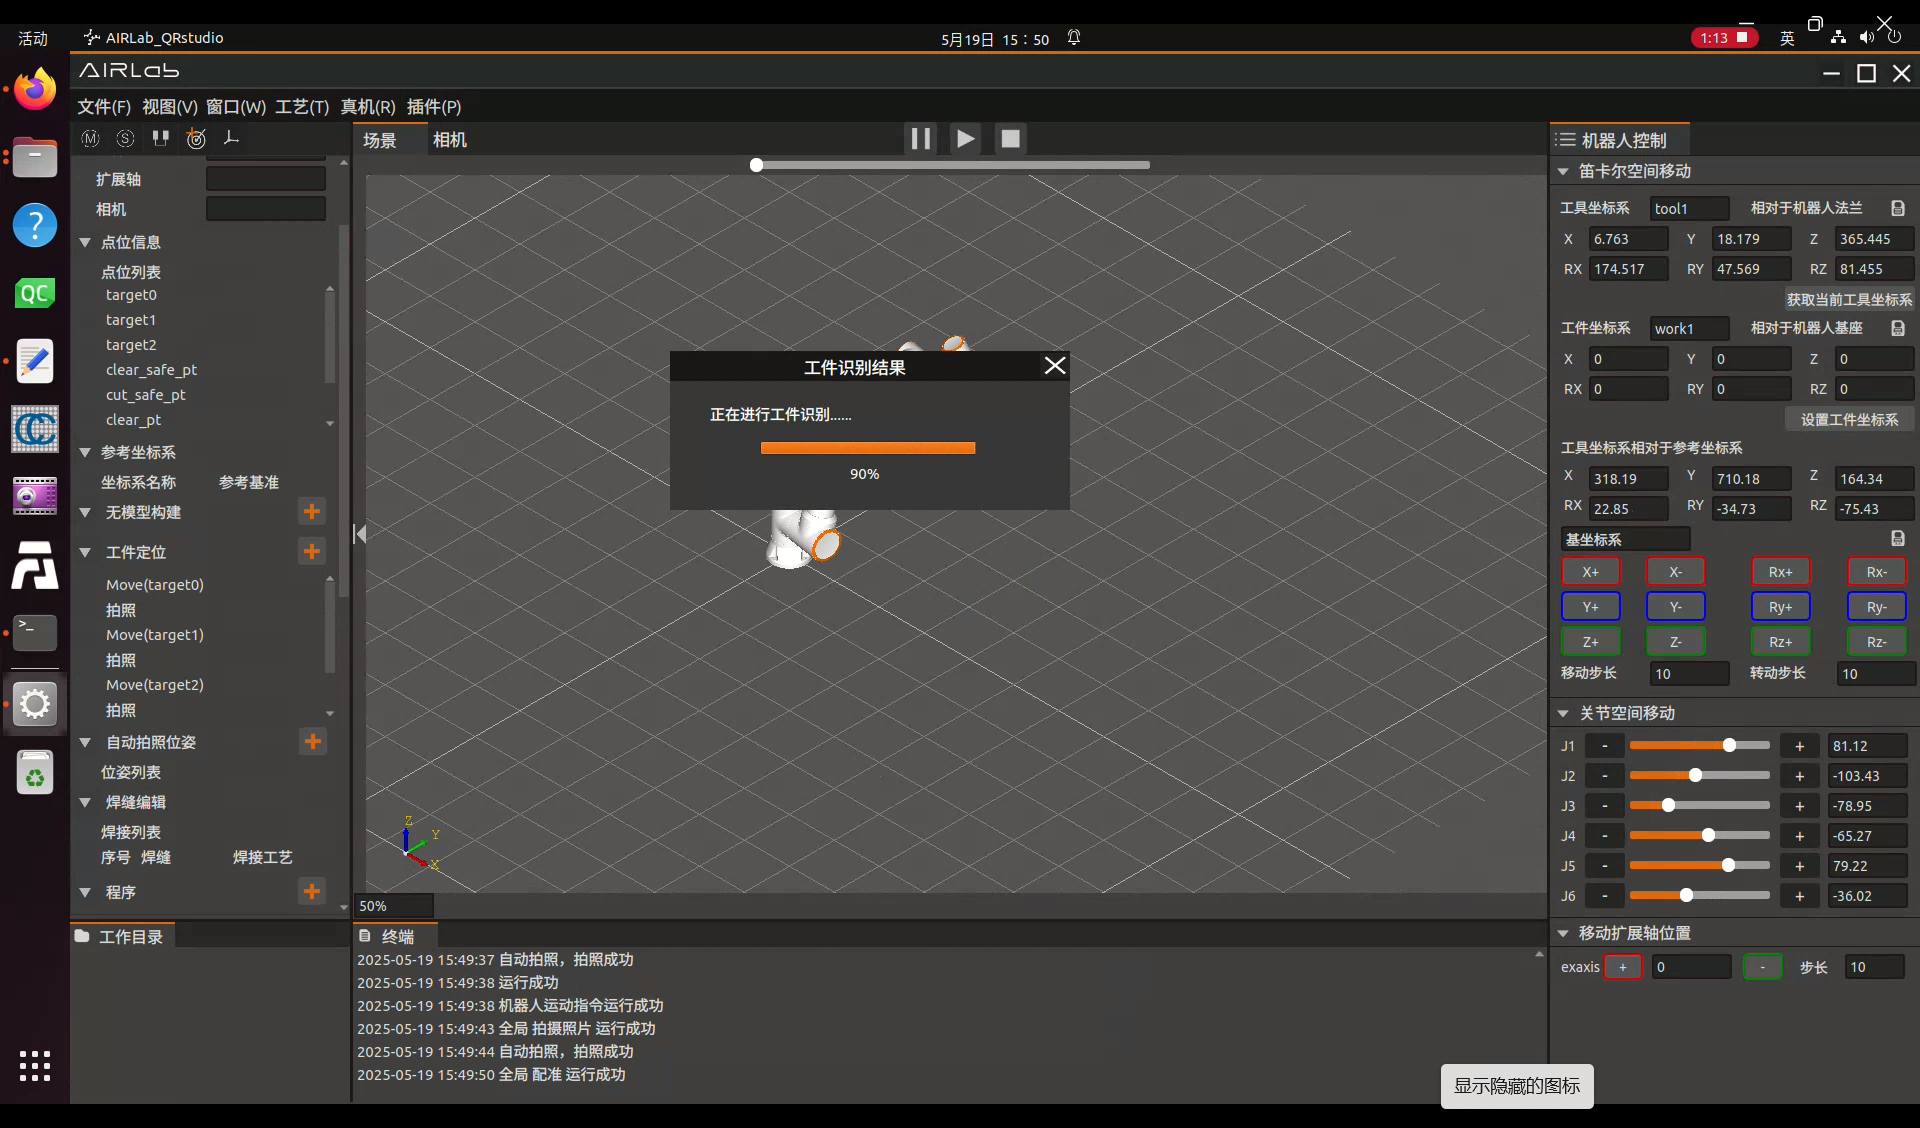 活动
AIRLab_QRstudio
5月19日 15：50
1:13
英
AIRLab
文件(F) 视图(V) 窗口(W) 工艺(T) 真机(R) 插件(P)
M S
扩展轴
相机
点位信息
点位列表
target0
target1
target2
clear_safe_pt
cut_safe_pt
clear_pt
参考坐标系
坐标系名称 参考基准
无模型构建
工件定位
Move(target0)
拍照
Move(target1)
拍照
Move(target2)
拍照
自动拍照位姿
位姿列表
焊缝编辑
焊接列表
序号 焊缝 焊接工艺
程序
工作目录
场景 相机
工件识别结果
正在进行工件识别......
90%
Z
Y
X
50%
终端
2025-05-19 15:49:37 自动拍照，拍照成功
2025-05-19 15:49:38 运行成功
2025-05-19 15:49:38 机器人运动指令运行成功
2025-05-19 15:49:43 全局 拍摄照片 运行成功
2025-05-19 15:49:44 自动拍照，拍照成功
2025-05-19 15:49:50 全局 配准 运行成功
机器人控制
笛卡尔空间移动
工具坐标系 tool1 相对于机器人法兰
X 6.763 Y 18.179 Z 365.445
RX 174.517 RY 47.569 RZ 81.455
获取当前工具坐标系
工件坐标系 work1 相对于机器人基座
X 0 Y 0 Z 0
RX 0 RY 0 RZ 0
设置工件坐标系
工具坐标系相对于参考坐标系
X 318.19 Y 710.18 Z 164.34
RX 22.85 RY -34.73 RZ -75.43
基坐标系
X+ X- Rx+ Rx-
Y+ Y- Ry+ Ry-
Z+ Z- Rz+ Rz-
移动步长 10 转动步长 10
关节空间移动
J1 - + 81.12
J2 - + -103.43
J3 - + -78.95
J4 - + -65.27
J5 - + 79.22
J6 - + -36.02
移动扩展轴位置
exaxis + 0 - 步长 10
显示隐藏的图标
QC